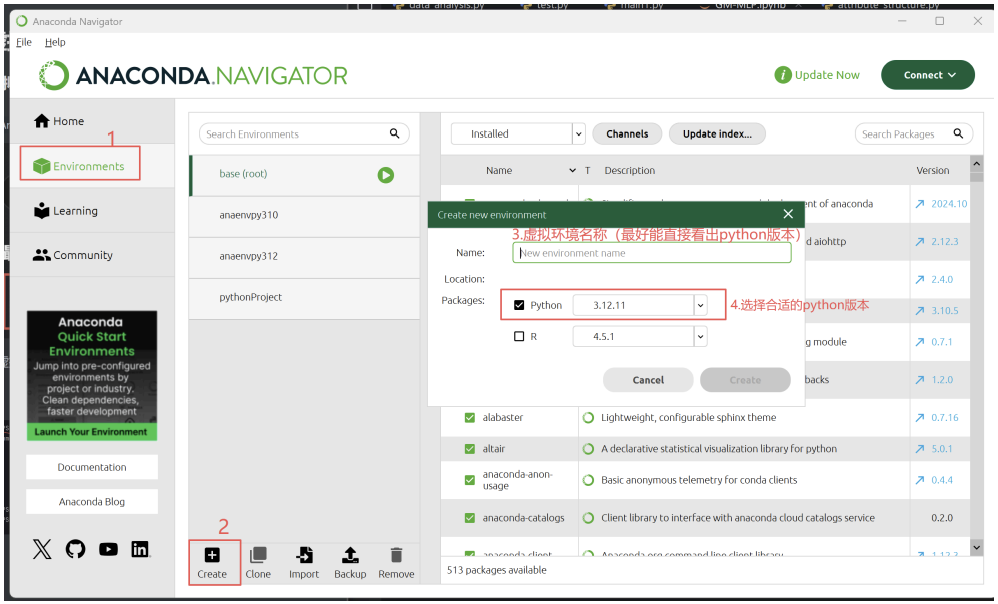 data_analysis.py
test.py
GM-MLP.ipynb
attribute_structure.py
Anaconda Navigator
File Help
ANACONDA.NAVIGATOR
Update Now
Connect
Home
1
Environments
Learning
Community
Anaconda
Quick Start
Environments
Jump into pre-configured
environments by
project or industry.
Clean dependencies,
faster development
Launch Your Environment
Documentation
Anaconda Blog
Search Environments
base (root)
anaenvpy310
anaenvpy312
pythonProject
2
Create Clone Import Backup Remove
Installed Channels Update index... Search Packages
Name T Description Version
ent of anaconda 2024.10
d aiohttp 2.12.3
2.4.0
3.10.5
g module 0.7.1
backs 1.2.0
Create new environment
3.虚拟环境名称（最好能直接看出python版本）
Name: New environment name
Location:
Packages: Python 3.12.11 4.选择合适的python版本
R 4.5.1
Cancel Create
alabaster Lightweight, configurable sphinx theme 0.7.16
altair A declarative statistical visualization library for python 5.0.1
anaconda-anon-
usage Basic anonymous telemetry for conda clients 0.4.4
anaconda-catalogs Client library to interface with anaconda cloud catalogs service 0.2.0
anaconda-client Anaconda.org command line client library 1.12.3
513 packages available